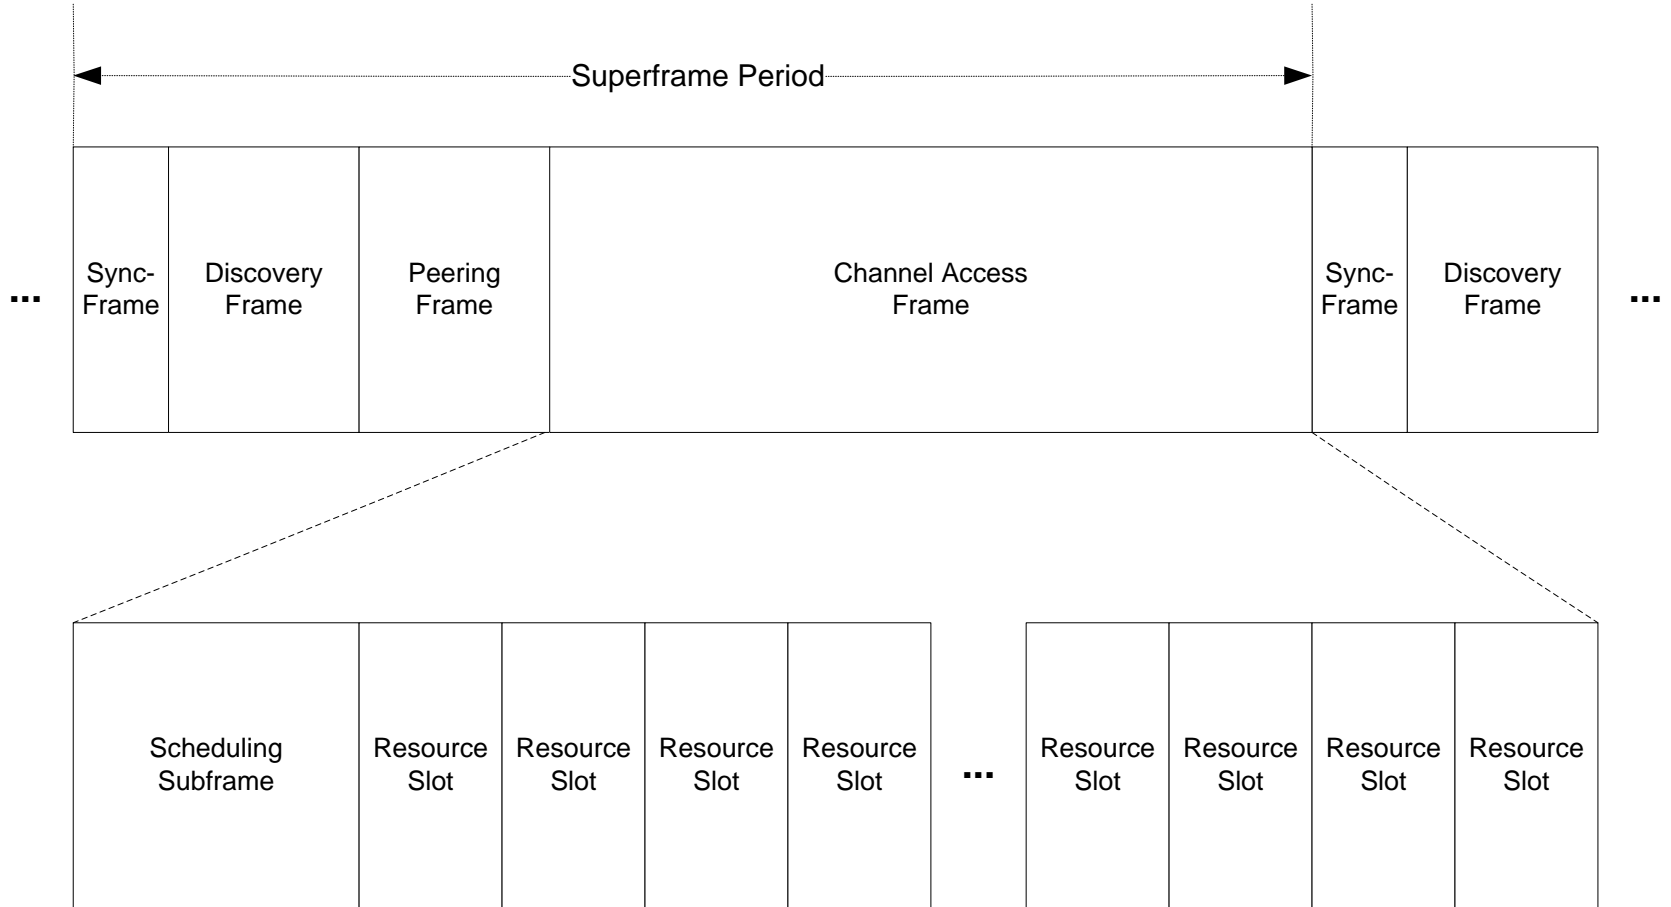 Superframe Period
... Sync-
Frame
Discovery
Frame
Peering
Frame
Channel Access
Frame
Sync-
Frame
Discovery
Frame
...
Scheduling
Subframe
Resource
Slot
Resource
Slot
Resource
Slot
Resource
Slot
...
Resource
Slot
Resource
Slot
Resource
Slot
Resource
Slot